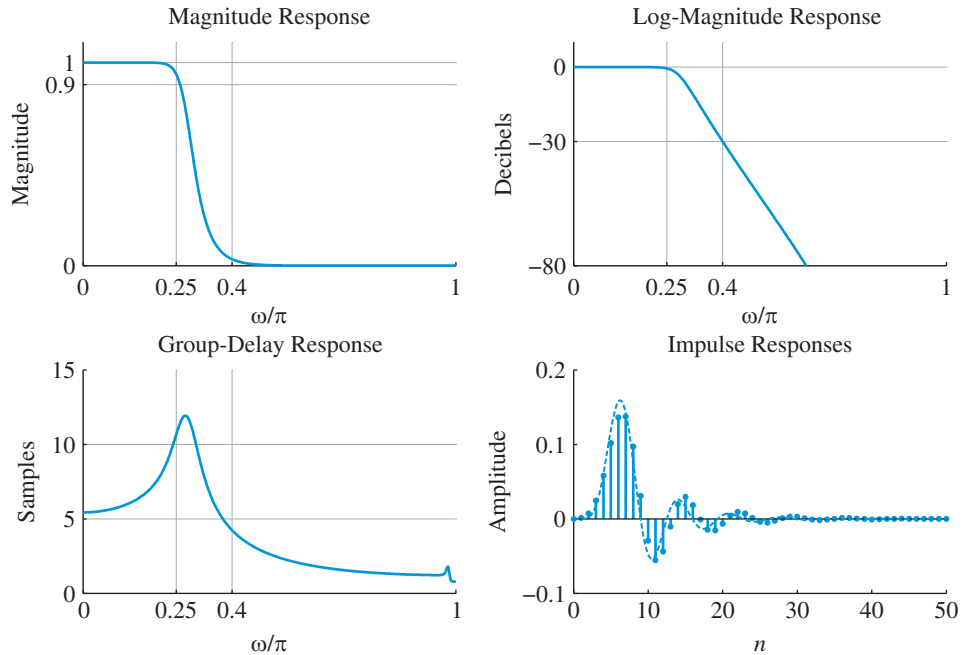 Magnitude Response
Magnitude
1
0.9
0
0
0.25
0.4
1
ω/π
Log-Magnitude Response
Decibels
0
−30
−80
0
0.25
0.4
1
ω/π
Group-Delay Response
Samples
15
10
5
0
0
0.25
0.4
1
ω/π
Impulse Responses
Amplitude
0.2
0.1
0
−0.1
0
10
20
30
40
50
n